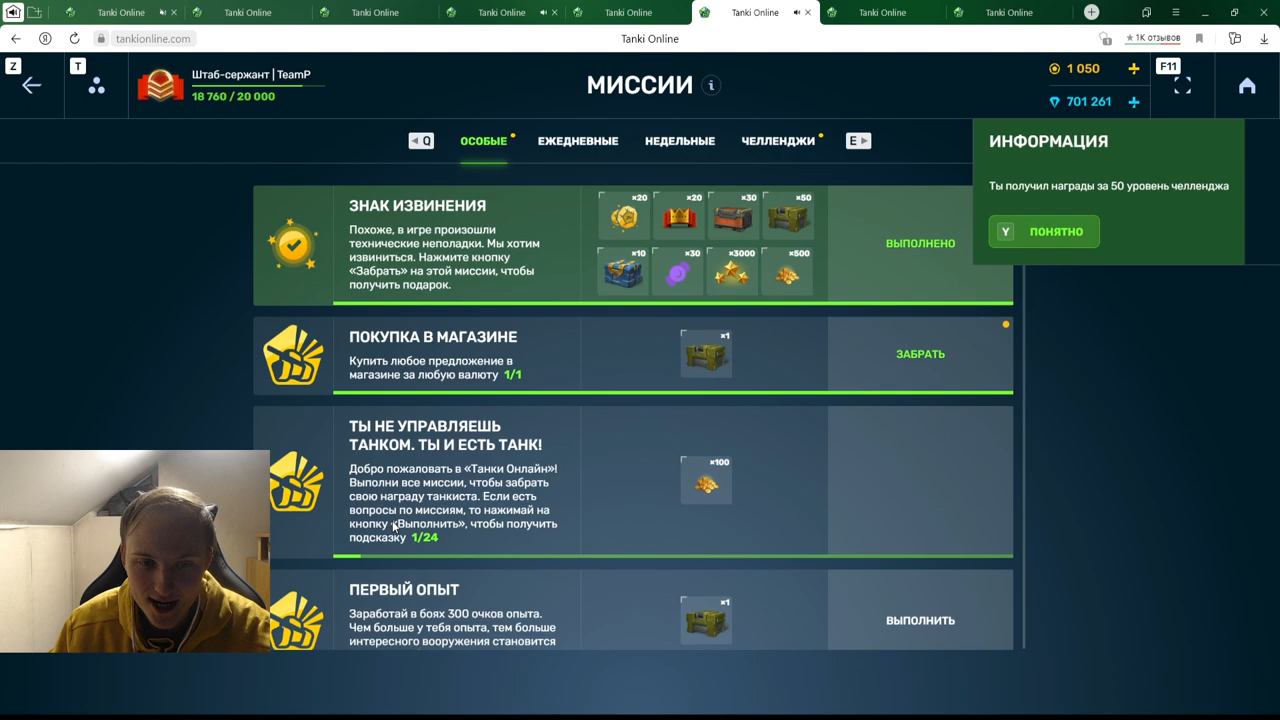 Tanki Online
Tanki Online
Tanki Online
Tanki Online
Tanki Online
Tanki Online
Tanki Online
Tanki Online
tankionline.com
Tanki Online
★ 1K отзывов
Z
T
Штаб-сержант | TeamP
18 760 / 20 000
МИССИИ
i
1 050
701 261
F11
Q
ОСОБЫЕ
ЕЖЕДНЕВНЫЕ
НЕДЕЛЬНЫЕ
ЧЕЛЛЕНДЖИ
E
ИНФОРМАЦИЯ
Ты получил награды за 50 уровень челленджа
Y
ПОНЯТНО
ЗНАК ИЗВИНЕНИЯ
Похоже, в игре произошли
технические неполадки. Мы хотим
извиниться. Нажмите кнопку
«Забрать» на этой миссии, чтобы
получить подарок.
×20
×20
×30
×50
×10
×30
×3000
×500
ВЫПОЛНЕНО
ПОКУПКА В МАГАЗИНЕ
Купить любое предложение в
магазине за любую валюту 1/1
×1
ЗАБРАТЬ
ТЫ НЕ УПРАВЛЯЕШЬ
ТАНКОМ. ТЫ И ЕСТЬ ТАНК!
Добро пожаловать в «Танки Онлайн»!
Выполни все миссии, чтобы забрать
свою награду танкиста. Если есть
вопросы по миссиям, то нажимай на
кнопку «Выполнить», чтобы получить
подсказку 1/24
×100
ПЕРВЫЙ ОПЫТ
Заработай в боях 300 очков опыта.
Чем больше у тебя опыта, тем больше
интересного вооружения становится
×1
ВЫПОЛНИТЬ